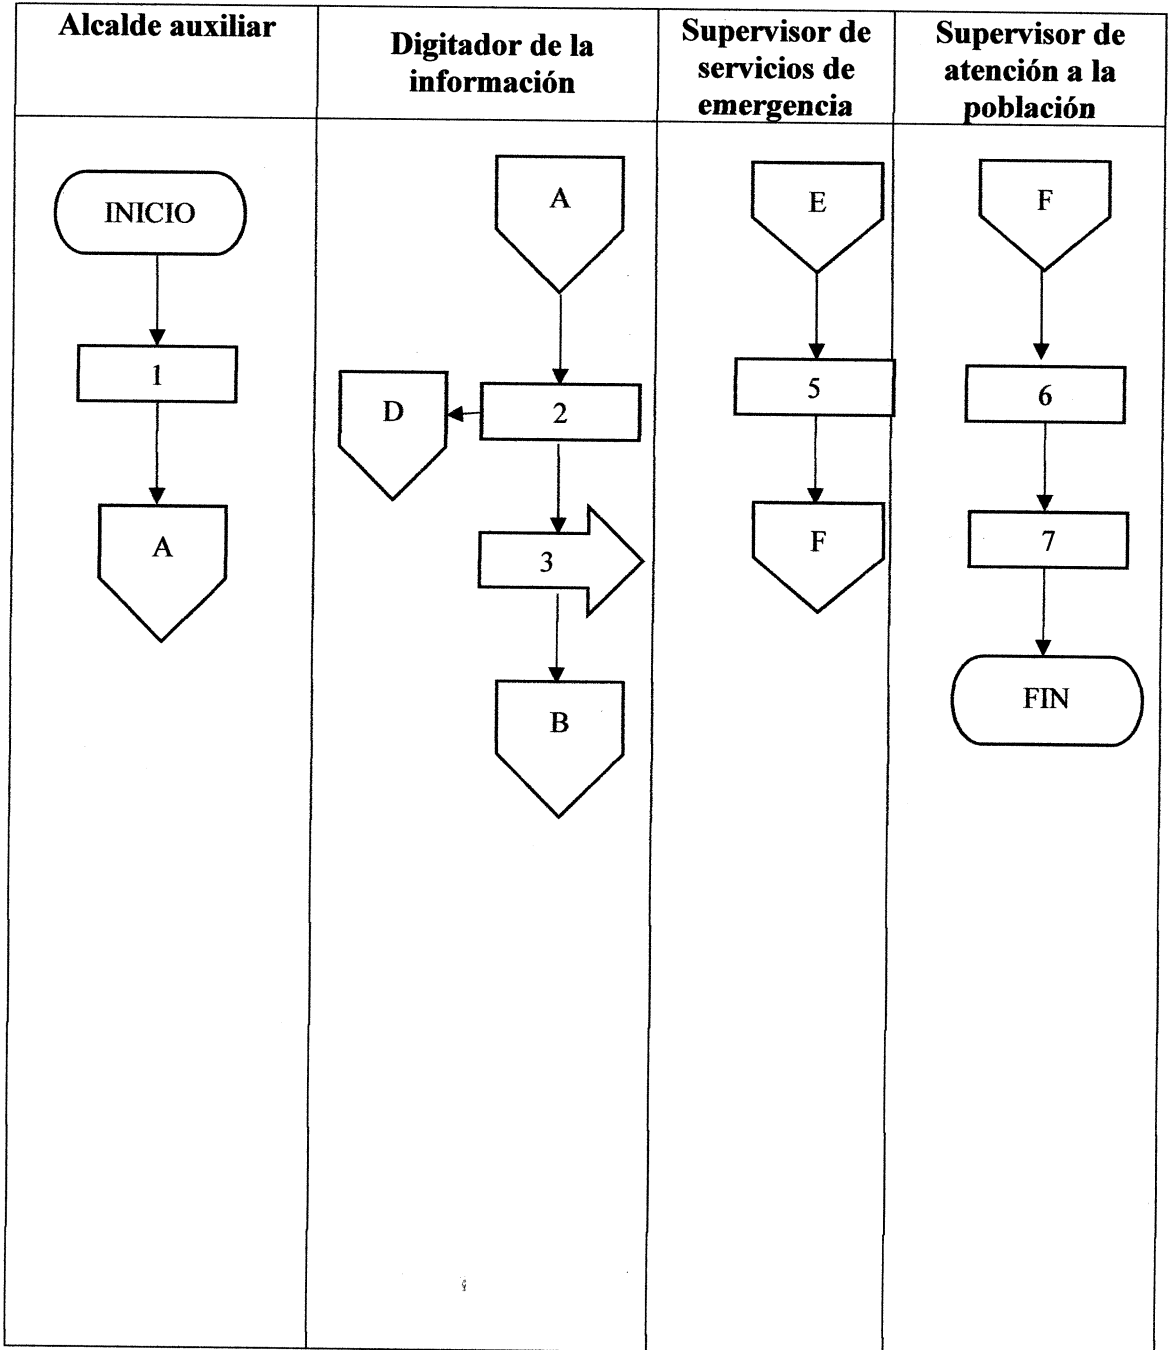 Alcalde auxiliar
Digitador de la
información
Supervisor de
servicios de
emergencia
Supervisor de
atención a la
población
INICIO
1
A
A
D
2
3
B
E
5
F
F
6
7
FIN